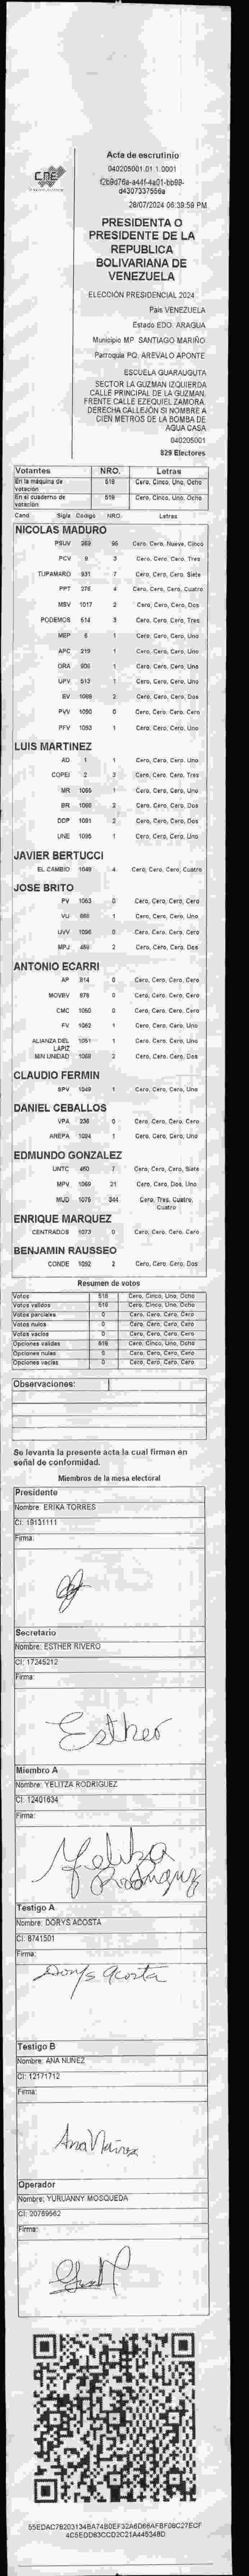 CNE
Acta de escrutinio
040205001.01.1.0001
28/07/2024 06:39:59 PM
PRESIDENTA O
PRESIDENTE DE LA
REPUBLICA
BOLIVARIANA DE
VENEZUELA
ELECCIÓN PRESIDENCIAL 2024
País VENEZUELA
Estado EDO. ARAGUA
Municipio MP. SANTIAGO MARIÑO
Parroquia PQ. AREVALO APONTE
ESCUELA GUARAUGUTA
SECTOR LA GUZMAN IZQUIERDA
CALLE PRINCIPAL DE LA GUZMAN.
FRENTE CALLE EZEQUIEL ZAMORA.
DERECHA CALLEJÓN SI NOMBRE A
CIEN METROS DE LA BOMBA DE
AGUA CASA
040205001
829 Electores
Votantes NRO. Letras
En la máquina de votación 518 Cero, Cinco, Uno, Ocho
En el cuaderno de votación 518 Cero, Cinco, Uno, Ocho
Cand Sigla Código NRO. Letras
NICOLAS MADURO
PSUV 269 95 Cero, Cero, Nueve, Cinco
PCV 9 3 Cero, Cero, Cero, Tres
TUPAMARO 931 7 Cero, Cero, Cero, Siete
PPT 276 4 Cero, Cero, Cero, Cuatro
MSV 1017 2 Cero, Cero, Cero, Dos
PODEMOS 514 3 Cero, Cero, Cero, Tres
MEP 6 1 Cero, Cero, Cero, Uno
APC 219 1 Cero, Cero, Cero, Uno
ORA 906 1 Cero, Cero, Cero, Uno
UPV 513 1 Cero, Cero, Cero, Uno
EV 1089 2 Cero, Cero, Cero, Dos
PVV 1090 0 Cero, Cero, Cero, Cero
PFV 1093 1 Cero, Cero, Cero, Uno
LUIS MARTINEZ
AD 1 1 Cero, Cero, Cero, Uno
COPEI 2 3 Cero, Cero, Cero, Tres
MR 1065 1 Cero, Cero, Cero, Uno
BR 1066 2 Cero, Cero, Cero, Dos
DDP 1091 2 Cero, Cero, Cero, Dos
UNE 1095 1 Cero, Cero, Cero, Uno
JAVIER BERTUCCI
EL CAMBIO 1049 4 Cero, Cero, Cero, Cuatro
JOSE BRITO
PV 1063 0 Cero, Cero, Cero, Cero
VU 868 1 Cero, Cero, Cero, Uno
UVV 1096 0 Cero, Cero, Cero, Cero
MPJ 459 2 Cero, Cero, Cero, Dos
ANTONIO ECARRI
AP 814 0 Cero, Cero, Cero, Cero
MOVEV 878 0 Cero, Cero, Cero, Cero
CMC 1050 0 Cero, Cero, Cero, Cero
FV 1062 1 Cero, Cero, Cero, Uno
ALIANZA DEL LAPIZ 1051 1 Cero, Cero, Cero, Uno
MIN UNIDAD 1068 2 Cero, Cero, Cero, Dos
CLAUDIO FERMIN
SPV 1049 1 Cero, Cero, Cero, Uno
DANIEL CEBALLOS
VPA 236 0 Cero, Cero, Cero, Cero
AREPA 1094 1 Cero, Cero, Cero, Uno
EDMUNDO GONZALEZ
UNTC 460 7 Cero, Cero, Cero, Siete
MPV 1069 21 Cero, Cero, Dos, Uno
MUD 1075 344 Cero, Tres, Cuatro, Cuatro
ENRIQUE MARQUEZ
CENTRADOS 1073 0 Cero, Cero, Cero, Cero
BENJAMIN RAUSSEO
CONDE 1092 2 Cero, Cero, Cero, Dos
Resumen de votos
Votos 518 Cero, Cinco, Uno, Ocho
Votos validos 518 Cero, Cinco, Uno, Ocho
Votos parciales 0 Cero, Cero, Cero, Cero
Votos nulos 0 Cero, Cero, Cero, Cero
Votos vacios 0 Cero, Cero, Cero, Cero
Opciones validas 518 Cero, Cinco, Uno, Ocho
Opciones nulas 0 Cero, Cero, Cero, Cero
Opciones vacias 0 Cero, Cero, Cero, Cero
Observaciones:
Se levanta la presente acta la cual firman en
señal de conformidad.
Miembros de la mesa electoral
Presidente
Nombre: ERIKA TORRES
CI: 19131111
Firma:
Secretario
Nombre: ESTHER RIVERO
CI: 17245212
Firma:
Esther
Miembro A
Nombre: YELITZA RODRIGUEZ
CI: 12401634
Firma:
Yelitza
Rodriguez
Testigo A
Nombre: DORYS ACOSTA
CI: 8741501
Firma:
Dorys Acosta
Testigo B
Nombre: ANA NUNEZ
CI: 12171712
Firma:
Ana Núñez
Operador
Nombre: YURUANNY MOSQUEDA
CI: 20769562
Firma: